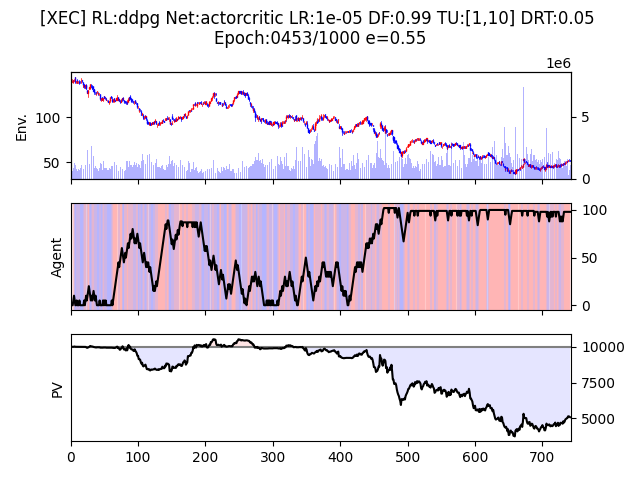 [XEC] RL:ddpg Net:actorcritic LR:1e-05 DF:0.99 TU:[1,10] DRT:0.05
Epoch:0453/1000 e=0.55
1e6
Env.
100
50
5
0
Agent
100
50
0
PV
10000
7500
5000
0 100 200 300 400 500 600 700